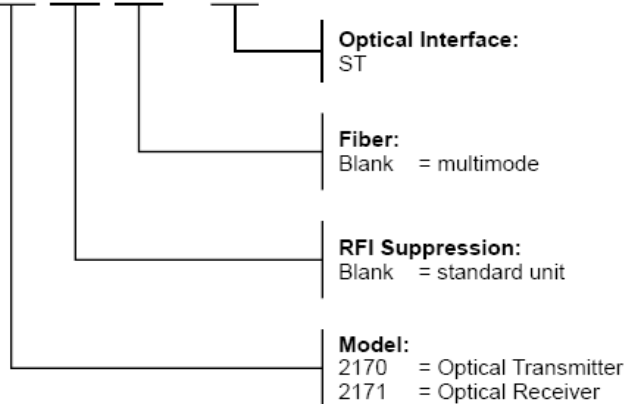 Optical Interface:
ST
Fiber:
Blank = multimode
RFI Suppression:
Blank = standard unit
Model:
2170 = Optical Transmitter
2171 = Optical Receiver